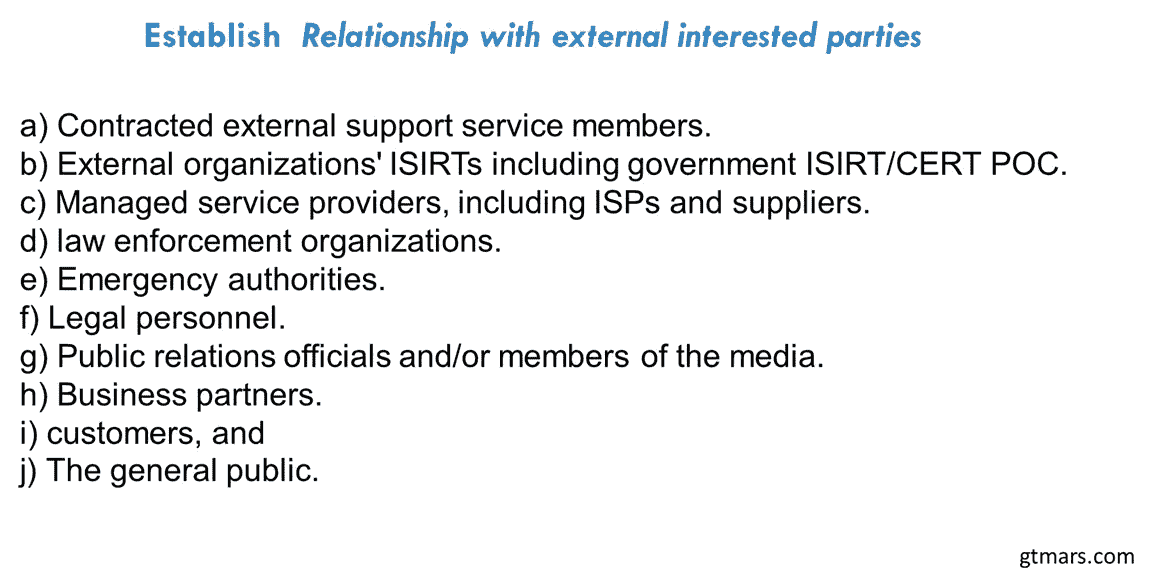 Establish Relationship with external interested parties
a) Contracted external support service members.
b) External organizations' ISIRTs including government ISIRT/CERT POC.
c) Managed service providers, including ISPs and suppliers.
d) law enforcement organizations.
e) Emergency authorities.
f) Legal personnel.
g) Public relations officials and/or members of the media.
h) Business partners.
i) customers, and
j) The general public.
gtmars.com